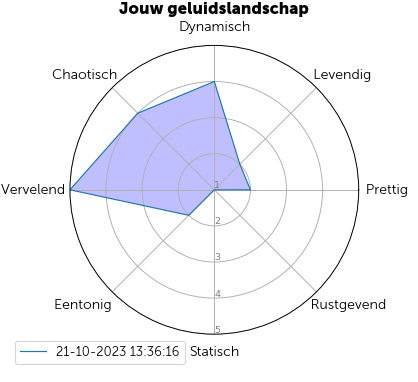 Jouw geluidslandschap
Dynamisch
Chaotisch
Levendig
Vervelend
Prettig
1
2
3
4
5
Eentonig
Rustgevend
Statisch
21-10-2023 13:36:16